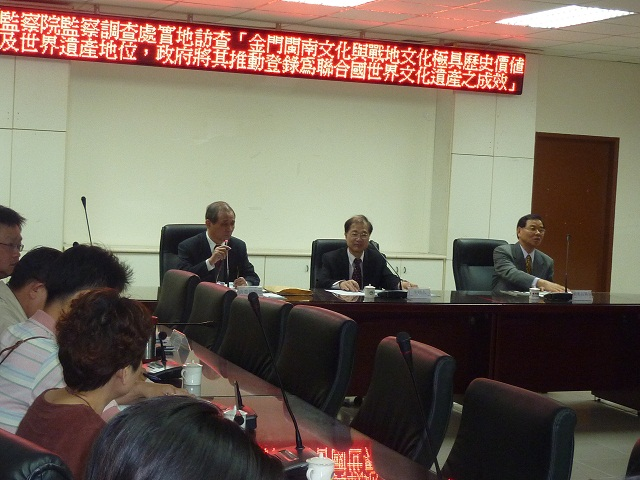 監察院監察調查處實地訪查「金門閩南文化與戰地文化極具歷史價值
及世界遺產地位，政府將其推動登錄為聯合國世界文化遺產之成效」